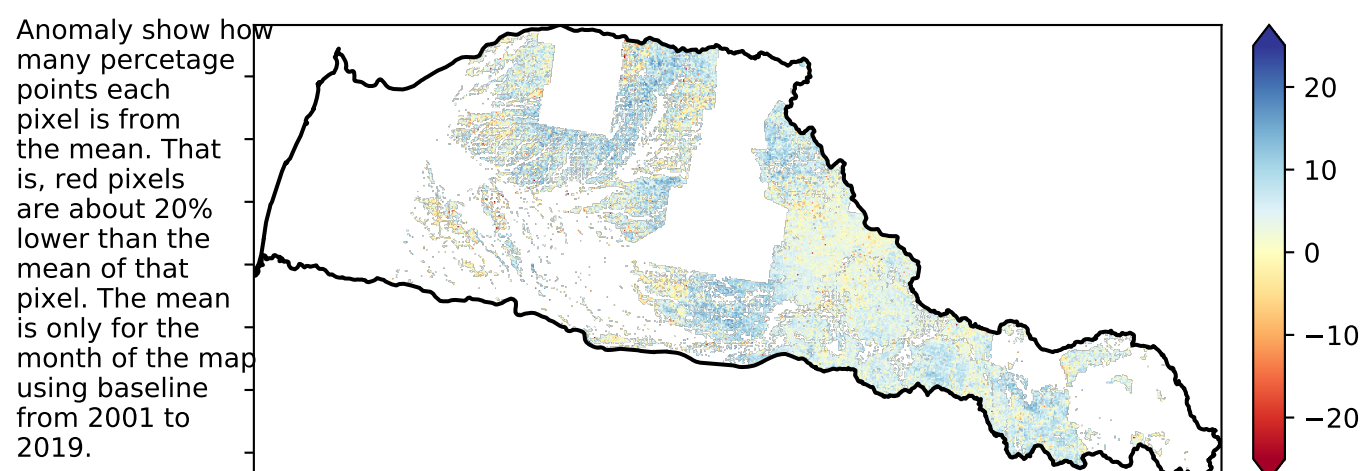 Anomaly show how
many percetage
points each
pixel is from
the mean. That
is, red pixels
are about 20%
lower than the
mean of that
pixel. The mean
is only for the
month of the map
using baseline
from 2001 to
2019.
20
10
0
−10
−20